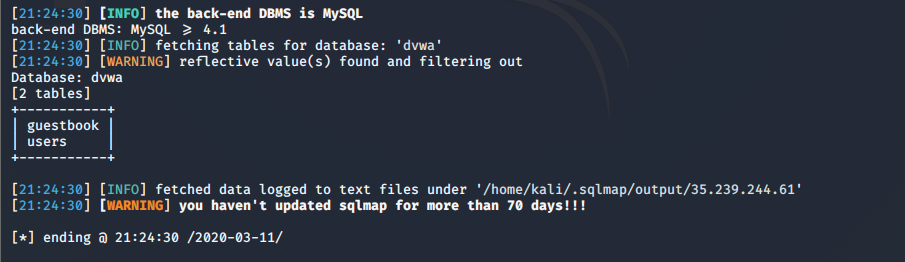 [21:24:30] [INFO] the back-end DBMS is MySQL
back-end DBMS: MySQL ≥ 4.1
[21:24:30] [INFO] fetching tables for database: 'dvwa'
[21:24:30] [WARNING] reflective value(s) found and filtering out
Database: dvwa
[2 tables]
+-----------+
| guestbook |
| users     |
+-----------+
[21:24:30] [INFO] fetched data logged to text files under '/home/kali/.sqlmap/output/35.239.244.61'
[21:24:30] [WARNING] you haven't updated sqlmap for more than 70 days!!!
[*] ending @ 21:24:30 /2020-03-11/